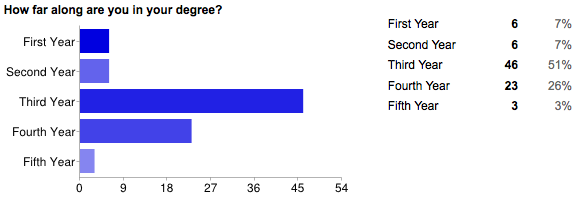 How far along are you in your degree?
First Year
Second Year
Third Year
Fourth Year
Fifth Year
0 9 18 27 36 45 54
First Year 6 7%
Second Year 6 7%
Third Year 46 51%
Fourth Year 23 26%
Fifth Year 3 3%